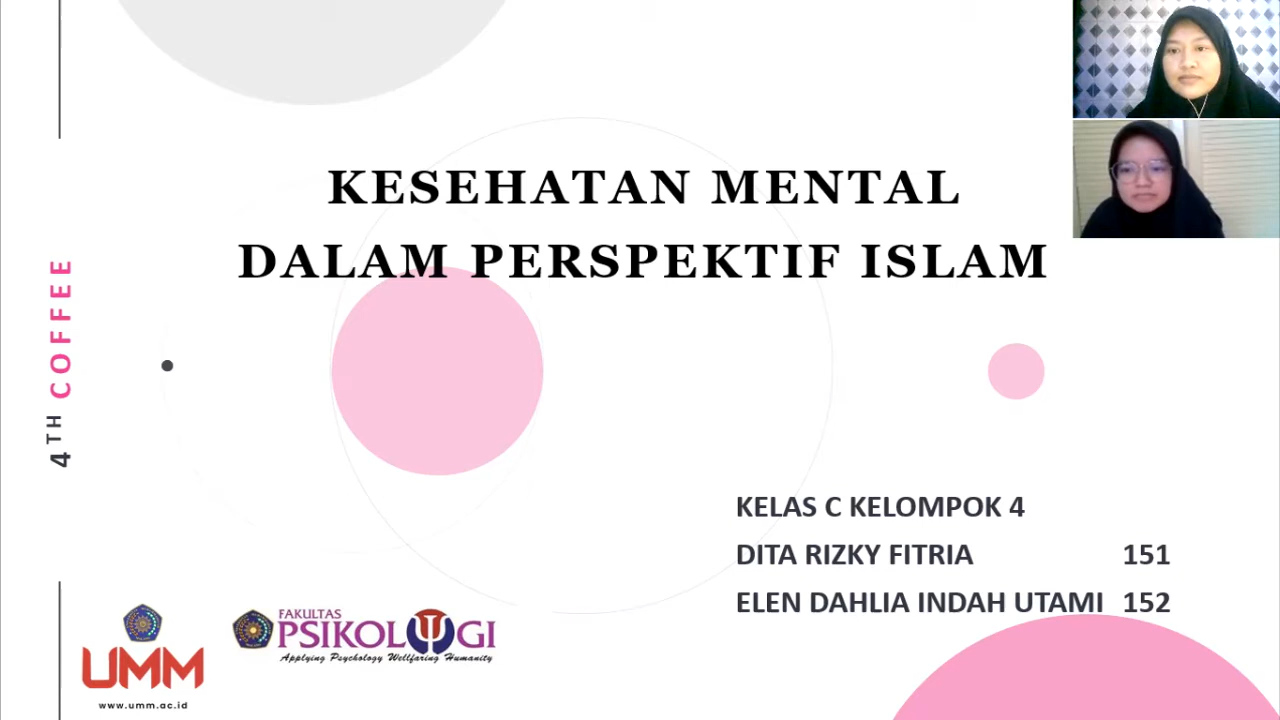 KESEHATAN MENTAL
DALAM PERSPEKTIF ISLAM
4TH COFFEE
KELAS C KELOMPOK 4
DITA RIZKY FITRIA 151
ELEN DAHLIA INDAH UTAMI 152
UMM
www.umm.ac.id
FAKULTAS
PSIKOLOGI
Applying Psychology Wellfaring Humanity